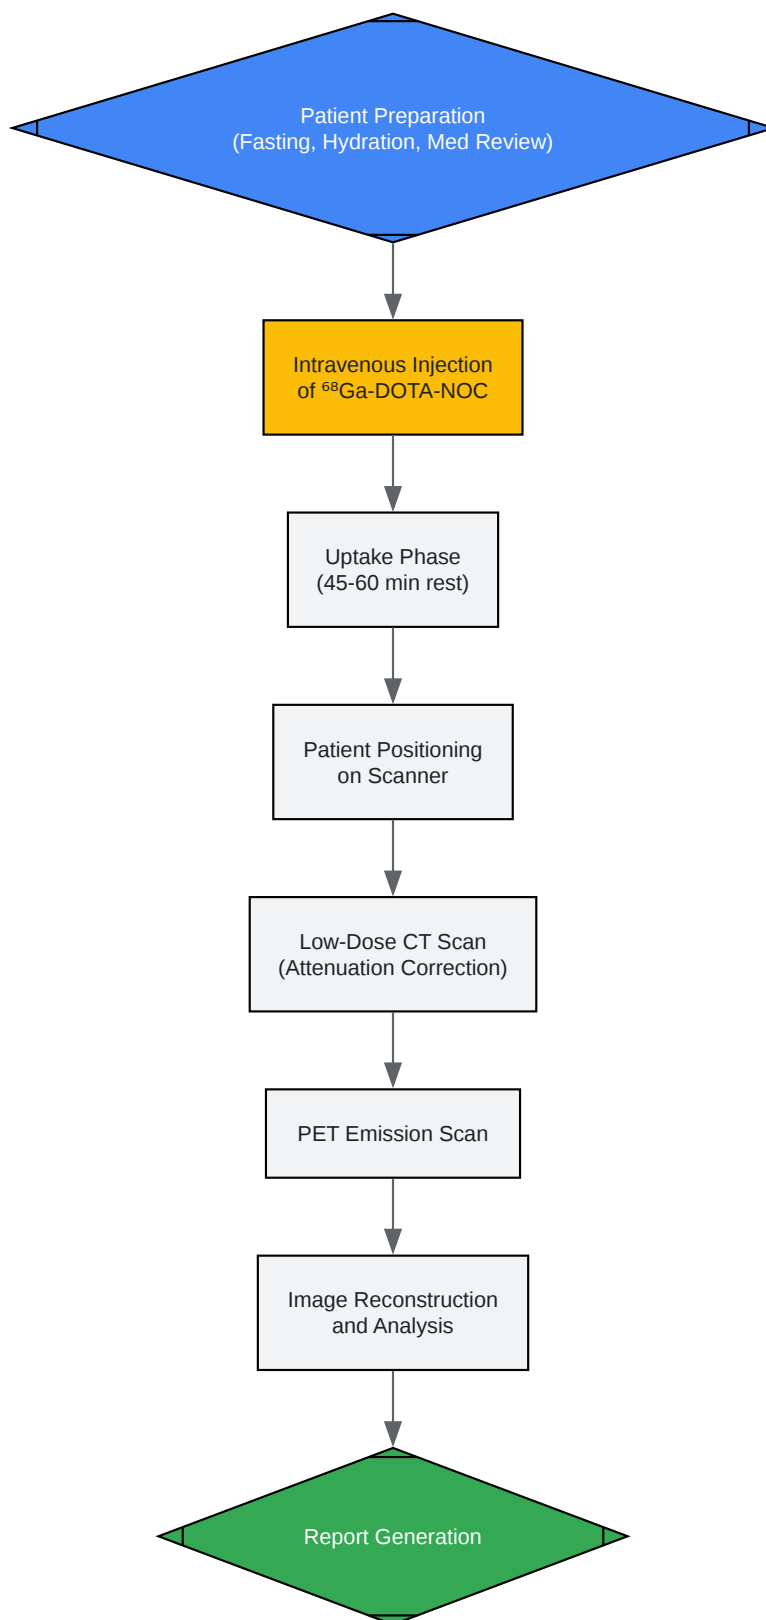 Patient Preparation
(Fasting, Hydration, Med Review)
Intravenous Injection
of ⁶⁸Ga-DOTA-NOC
Uptake Phase
(45-60 min rest)
Patient Positioning
on Scanner
Low-Dose CT Scan
(Attenuation Correction)
PET Emission Scan
Image Reconstruction
and Analysis
Report Generation